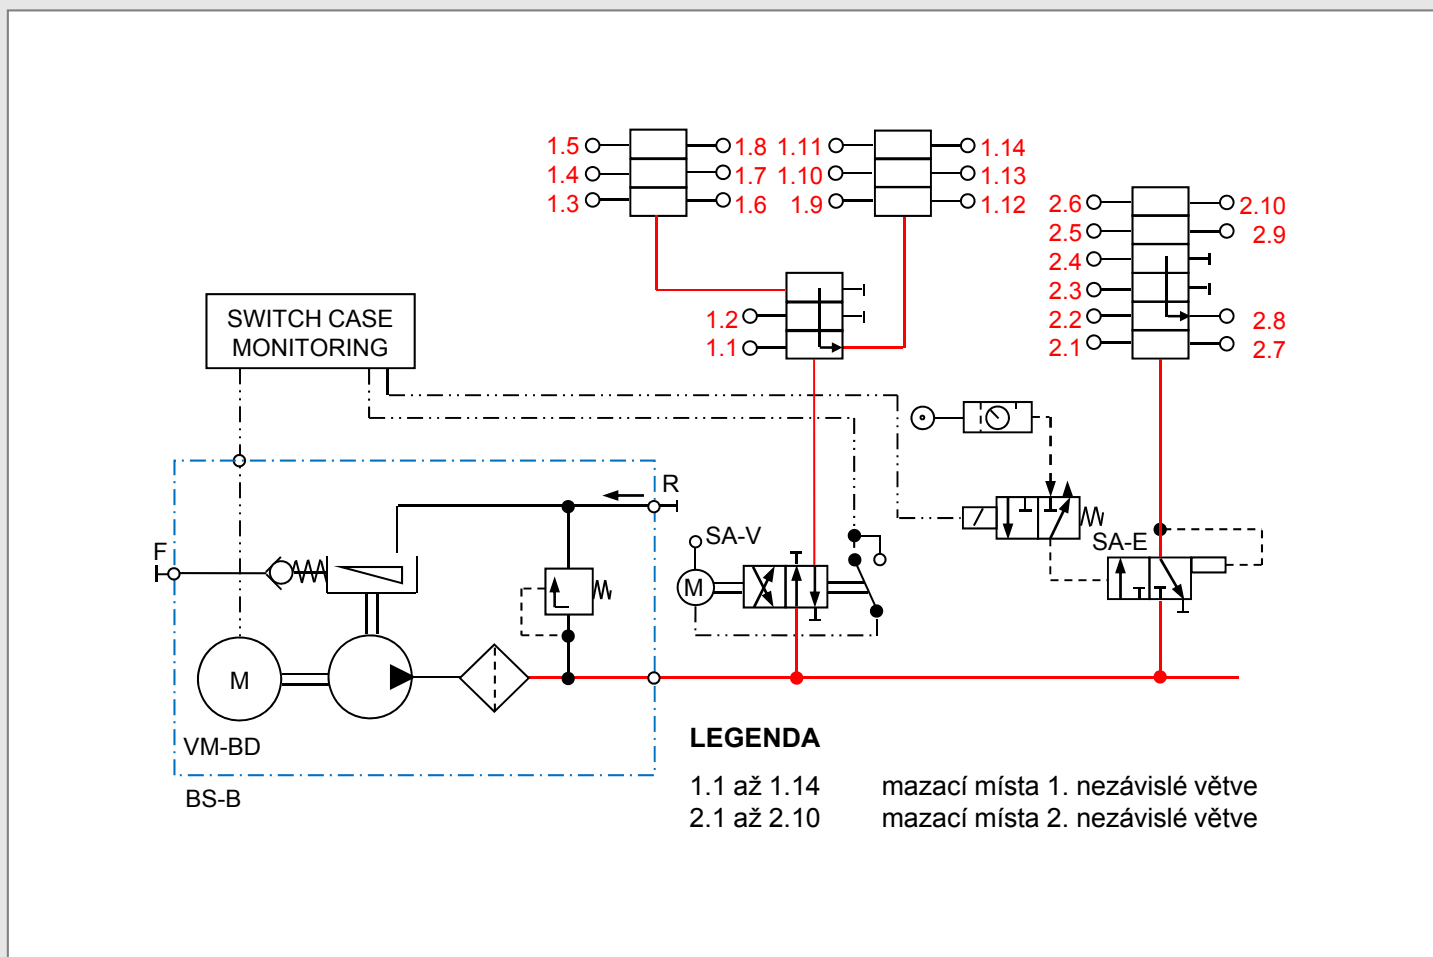 1.5 1.8 1.11 1.14
1.4 1.7 1.10 1.13
1.3 1.6 1.9 1.12
2.6 2.10
2.5 2.9
2.4
2.3
2.2 2.8
2.1 2.7
1.2
1.1
SWITCH CASE
MONITORING
R
SA-V
SA-E
F
M
M
VM-BD
BS-B
LEGENDA
1.1 až 1.14 mazací místa 1. nezávislé větve
2.1 až 2.10 mazací místa 2. nezávislé větve